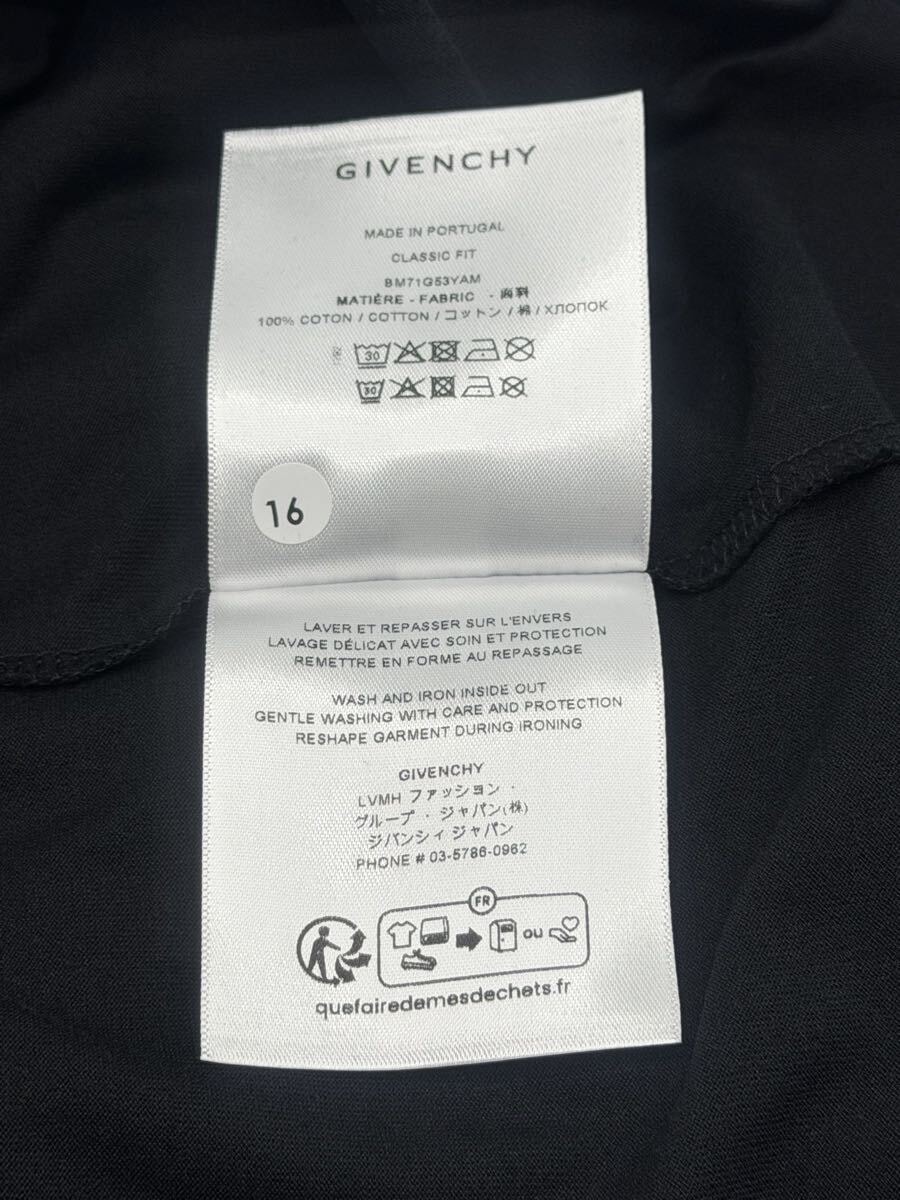 GIVENCHY
MADE IN PORTUGAL
CLASSIC FIT
BM71G53YAM
MATIÈRE - FABRIC - 面料
100% COTON / COTTON / コットン / 棉 / ХЛОПОК
30
30
16
LAVER ET REPASSER SUR L'ENVERS
LAVAGE DÉLICAT AVEC SOIN ET PROTECTION
REMETTRE EN FORME AU REPASSAGE
WASH AND IRON INSIDE OUT
GENTLE WASHING WITH CARE AND PROTECTION
RESHAPE GARMENT DURING IRONING
GIVENCHY
LVMH ファッション ・
グループ ・ ジャパン(株)
ジバンシィ ジャパン
PHONE # 03-5786-0962
FR
OU
quefairedemesdechets.fr